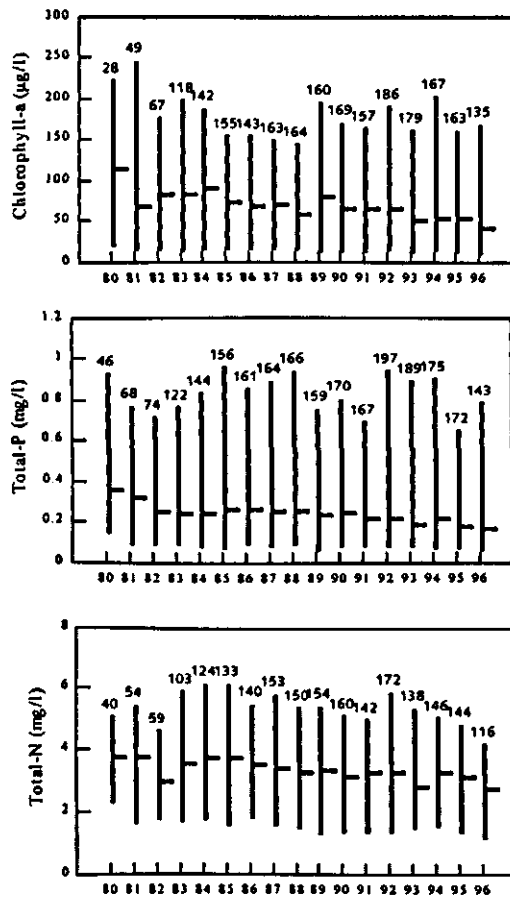 Chlorophyll-a (µg/l)
300
250
200
150
100
50
0
28 49 67 118 142 155 143 163 164 160 169 157 186 179 167 163 135
80 81 82 83 84 85 86 87 88 89 90 91 92 93 94 95 96
Total-P (mg/l)
1.2
1
0.8
0.6
0.4
0.2
0
46 68 74 122 144 156 161 164 166 159 170 167 197 189 175 172 143
80 81 82 83 84 85 86 87 88 89 90 91 92 93 94 95 96
Total-N (mg/l)
8
6
4
2
0
40 54 59 103 124 133 140 153 150 154 160 142 172 138 146 144 116
80 81 82 83 84 85 86 87 88 89 90 91 92 93 94 95 96